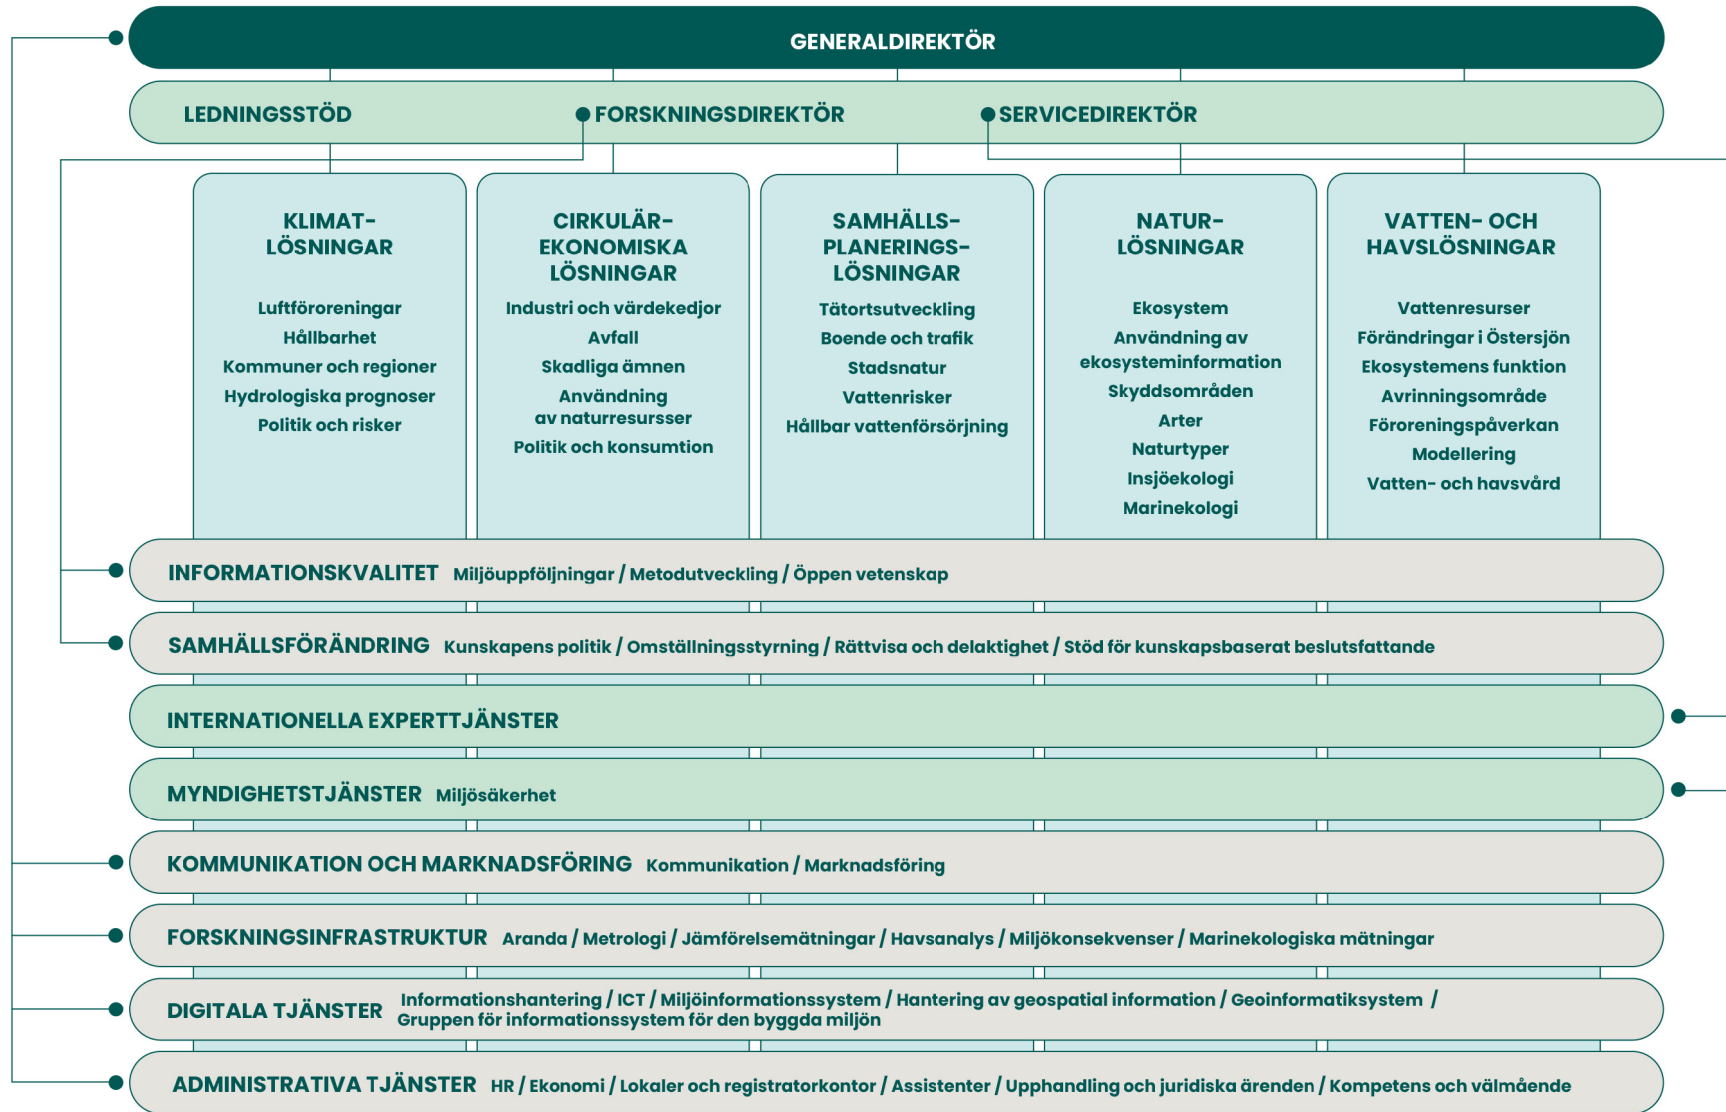 GENERALDIREKTÖR
LEDNINGSSTÖD
FORSKNINGSDIREKTÖR
SERVICEDIREKTÖR
KLIMAT-
LÖSNINGAR
Luftföroreningar
Hållbarhet
Kommuner och regioner
Hydrologiska prognoser
Politik och risker
CIRKULÄR-
EKONOMISKA
LÖSNINGAR
Industri och värdekedjor
Avfall
Skadliga ämnen
Användning
av naturresursser
Politik och konsumtion
SAMHÄLLS-
PLANERINGS-
LÖSNINGAR
Tätortsutveckling
Boende och trafik
Stadsnatur
Vattenrisker
Hållbar vattenförsörjning
NATUR-
LÖSNINGAR
Ekosystem
Användning av
ekosysteminformation
Skyddsområden
Arter
Naturtyper
Insjöekologi
Marinekologi
VATTEN- OCH
HAVSLÖSNINGAR
Vattenresurser
Förändringar i Östersjön
Ekosystemens funktion
Avrinningsområde
Föroreningspåverkan
Modellering
Vatten- och havsvård
INFORMATIONSKVALITET Miljöuppföljningar / Metodutveckling / Öppen vetenskap
SAMHÄLLSFÖRÄNDRING Kunskapens politik / Omställningsstyrning / Rättvisa och delaktighet / Stöd för kunskapsbaserat beslutsfattande
INTERNATIONELLA EXPERTTJÄNSTER
MYNDIGHETSTJÄNSTER Miljösäkerhet
KOMMUNIKATION OCH MARKNADSFÖRING Kommunikation / Marknadsföring
FORSKNINGSINFRASTRUKTUR Aranda / Metrologi / Jämförelsemätningar / Havsanalys / Miljökonsekvenser / Marinekologiska mätningar
DIGITALA TJÄNSTER Informationshantering / ICT / Miljöinformationssystem / Hantering av geospatial information / Geoinformatiksystem /
Gruppen för informationssystem för den byggda miljön
ADMINISTRATIVA TJÄNSTER HR / Ekonomi / Lokaler och registratorkontor / Assistenter / Upphandling och juridiska ärenden / Kompetens och välmående